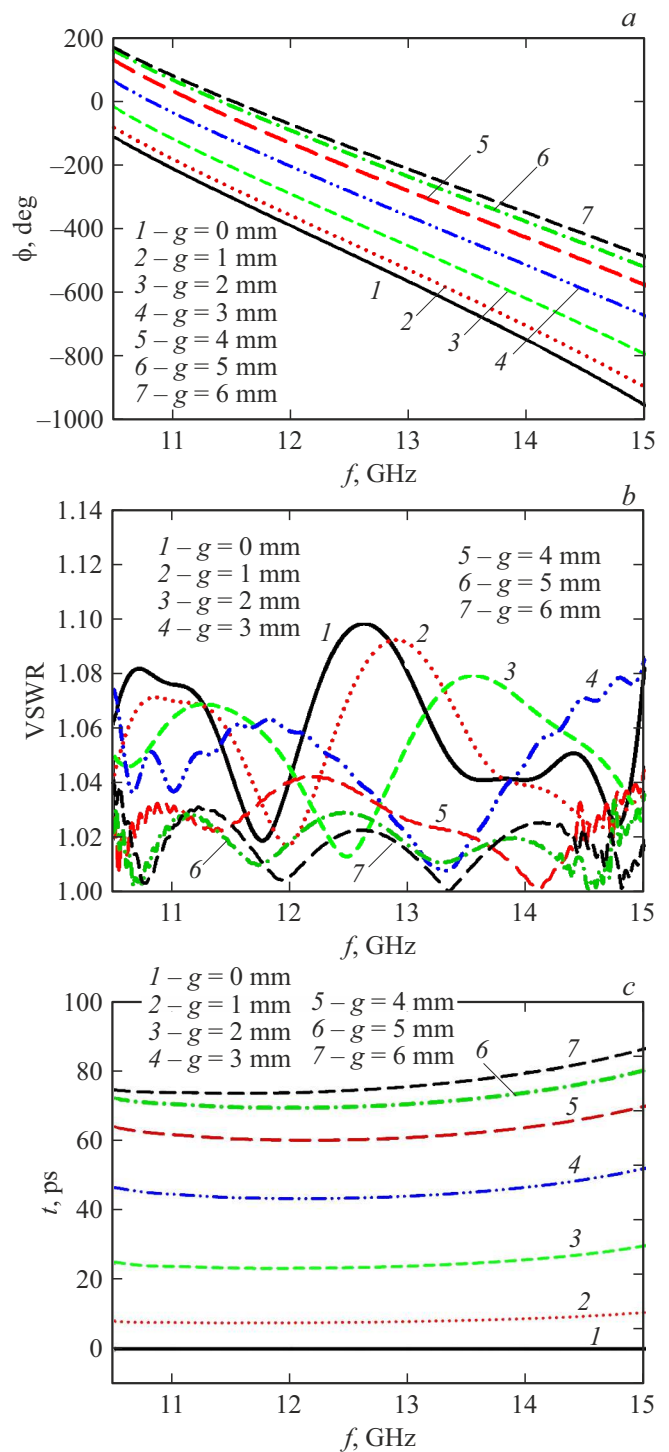 a
200
0
−200
−400
−600
−800
−1000
ϕ, deg
1 – g = 0 mm
2 – g = 1 mm
3 – g = 2 mm
4 – g = 3 mm
5 – g = 4 mm
6 – g = 5 mm
7 – g = 6 mm
5
6
7
1
2
3
4
11
12
13
14
15
f, GHz
b
1.14
1.12
1.10
1.08
1.06
1.04
1.02
1.00
VSWR
1 – g = 0 mm
2 – g = 1 mm
3 – g = 2 mm
4 – g = 3 mm
5 – g = 4 mm
6 – g = 5 mm
7 – g = 6 mm
1
2
3
4
5
6
7
11
12
13
14
15
f, GHz
c
1 – g = 0 mm
2 – g = 1 mm
3 – g = 2 mm
4 – g = 3 mm
5 – g = 4 mm
6 – g = 5 mm
7 – g = 6 mm
100
80
60
40
20
0
t, ps
6
7
5
4
3
2
1
11
12
13
14
15
f, GHz